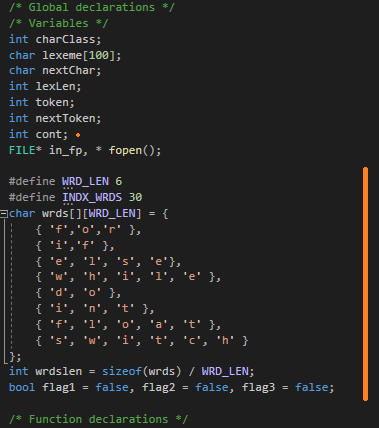 /* Global declarations */
/* Variables */
int charClass;
char lexeme[100];
char nextChar;
int lexLen;
int token;
int nextToken;
int cont;
FILE* in_fp, * fopen();
#define WRD_LEN 6
#define INDX_WRDS 30
char wrds[][WRD_LEN] = {
{ 'f','o','r' },
{ 'i','f' },
{ 'e', 'l', 's', 'e'},
{ 'w', 'h', 'i', 'l', 'e' },
{ 'd', 'o' },
{ 'i', 'n', 't' },
{ 'f', 'l', 'o', 'a', 't' },
{ 's', 'w', 'i', 't', 'c', 'h' }
};
int wrdslen = sizeof(wrds) / WRD_LEN;
bool flag1 = false, flag2 = false, flag3 = false;
/* Function declarations */